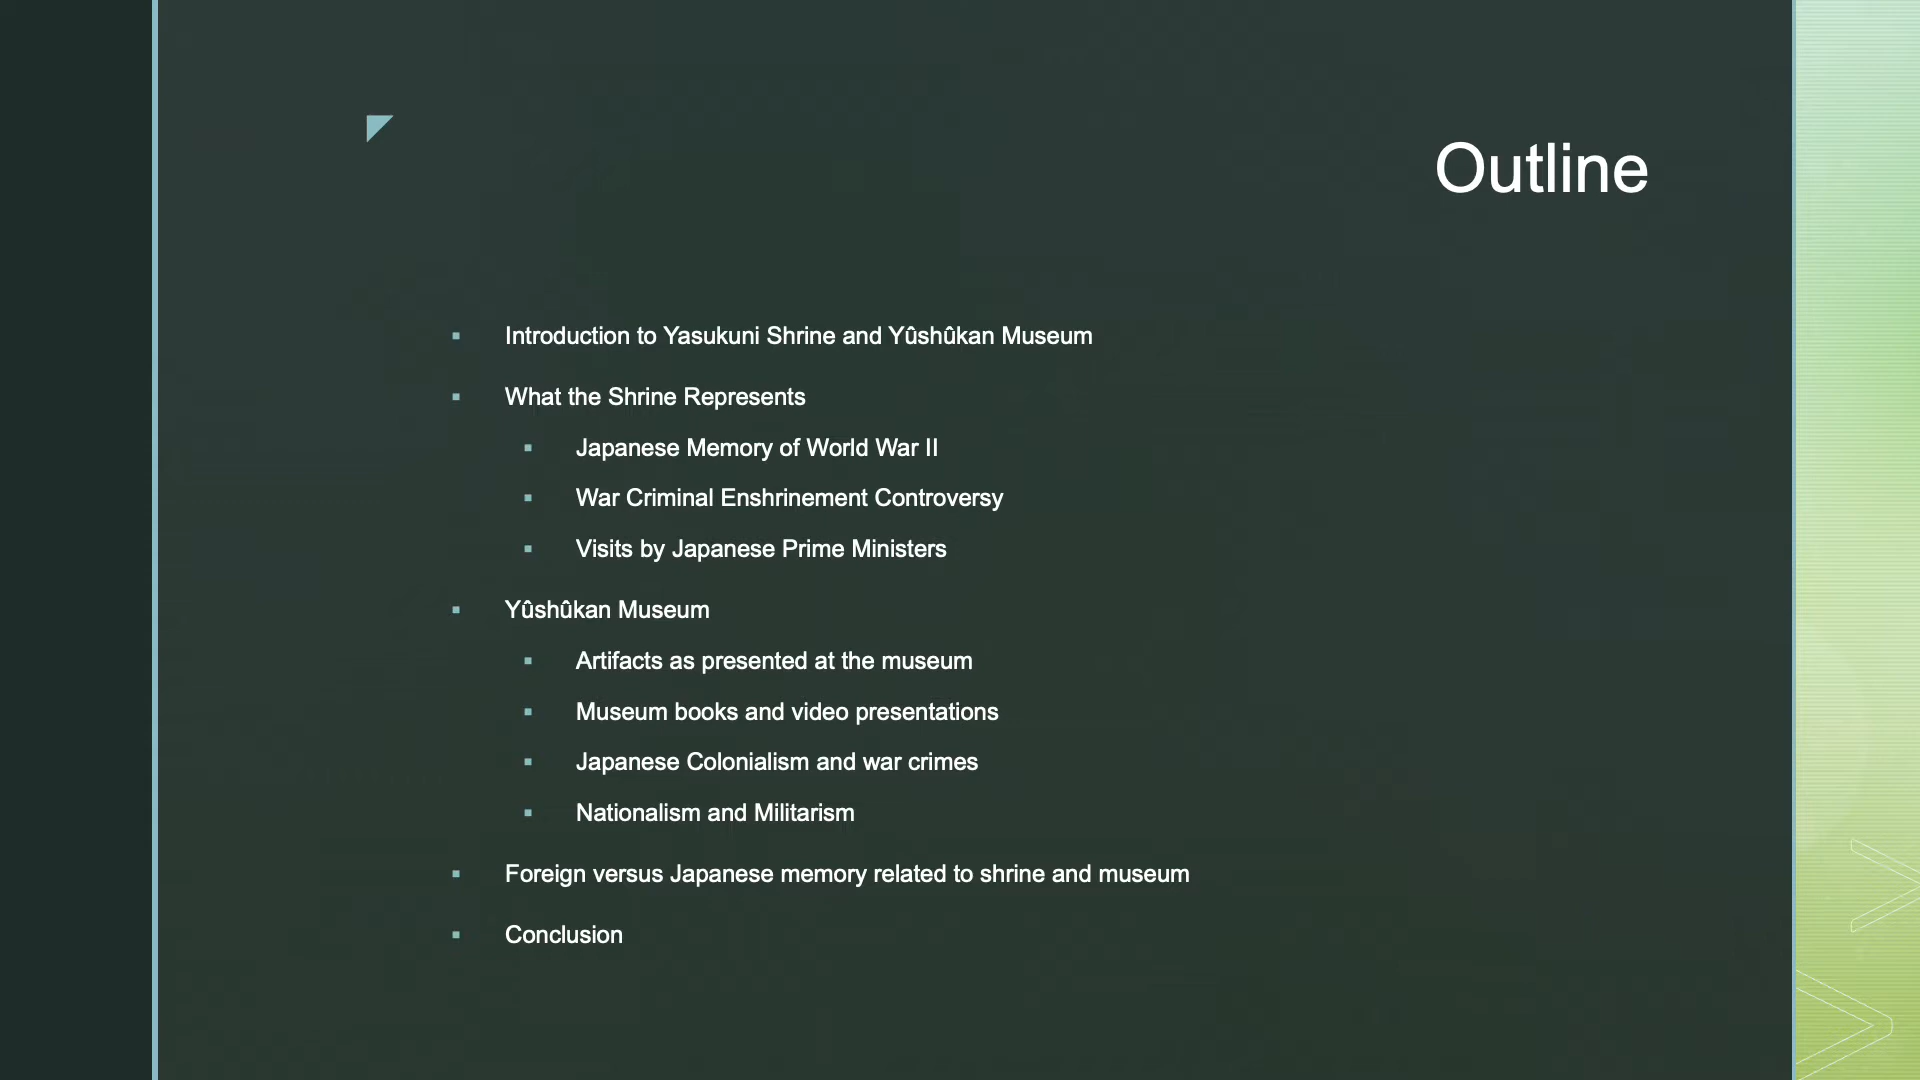 Outline
Introduction to Yasukuni Shrine and Yûshûkan Museum
What the Shrine Represents
Japanese Memory of World War II
War Criminal Enshrinement Controversy
Visits by Japanese Prime Ministers
Yûshûkan Museum
Artifacts as presented at the museum
Museum books and video presentations
Japanese Colonialism and war crimes
Nationalism and Militarism
Foreign versus Japanese memory related to shrine and museum
Conclusion